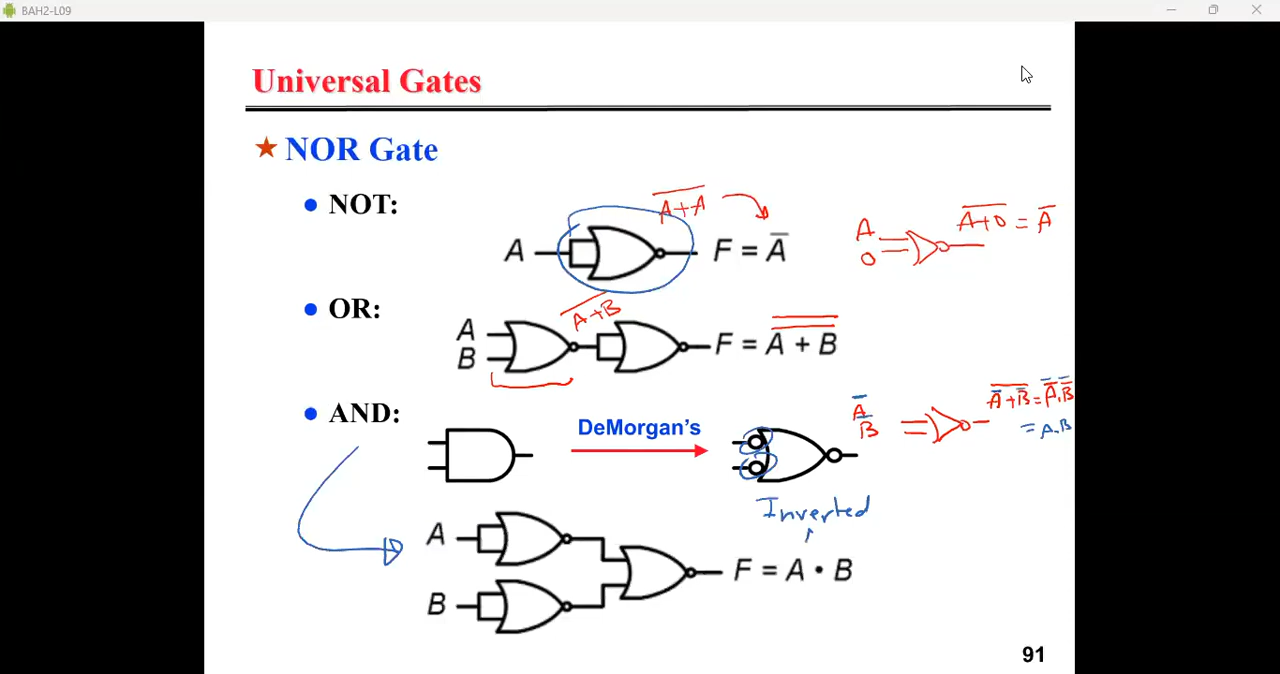 BAH2-L09
Universal Gates
★ NOR Gate
• NOT:
A̅+̅A̅
A
F = A̅
A
0
A̅+̅0̅ = A̅
• OR:
A̅+̅B̅
A
B
F = A̿ ̿+̿ ̿B̿
• AND:
DeMorgan's
A̅
B̅
A̅̅+̅B̅̅ = A̅̅.B̅̅
= A.B
Inverted
A
B
F = A • B
91